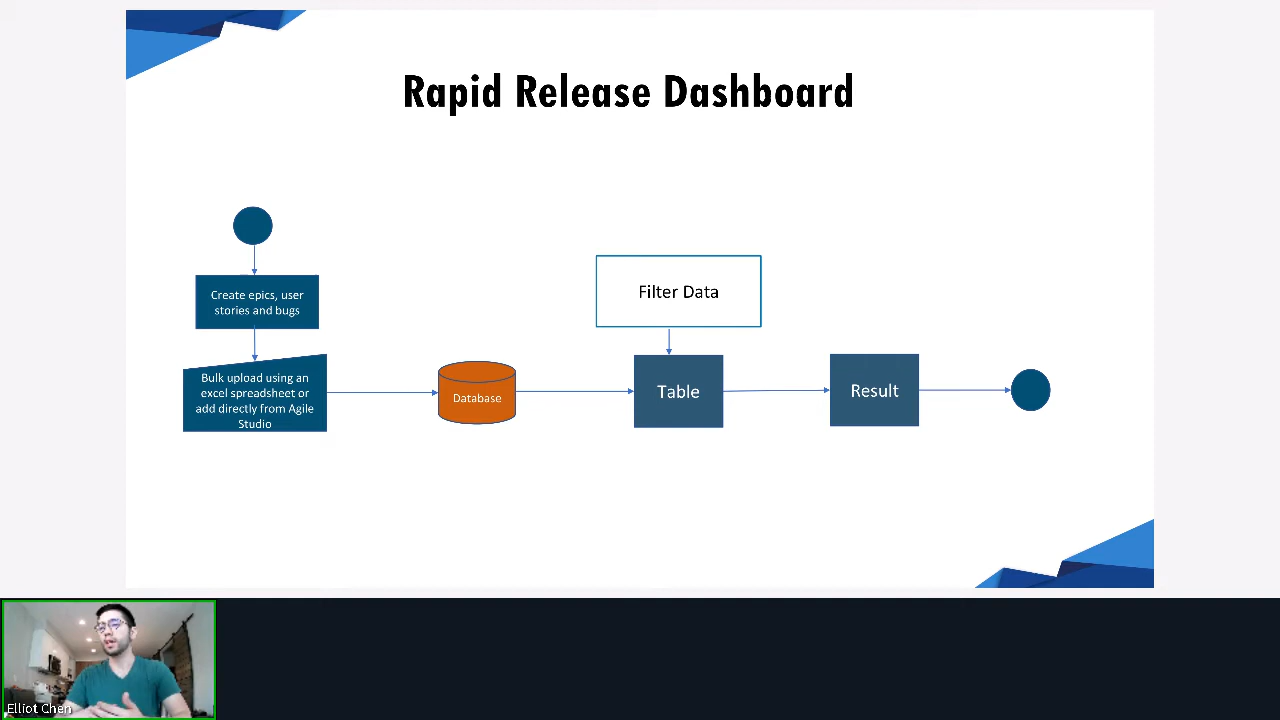 Rapid Release Dashboard
Create epics, user
stories and bugs
Bulk upload using an
excel spreadsheet or
add directly from Agile
Studio
Database
Filter Data
Table
Result
Elliot Chen